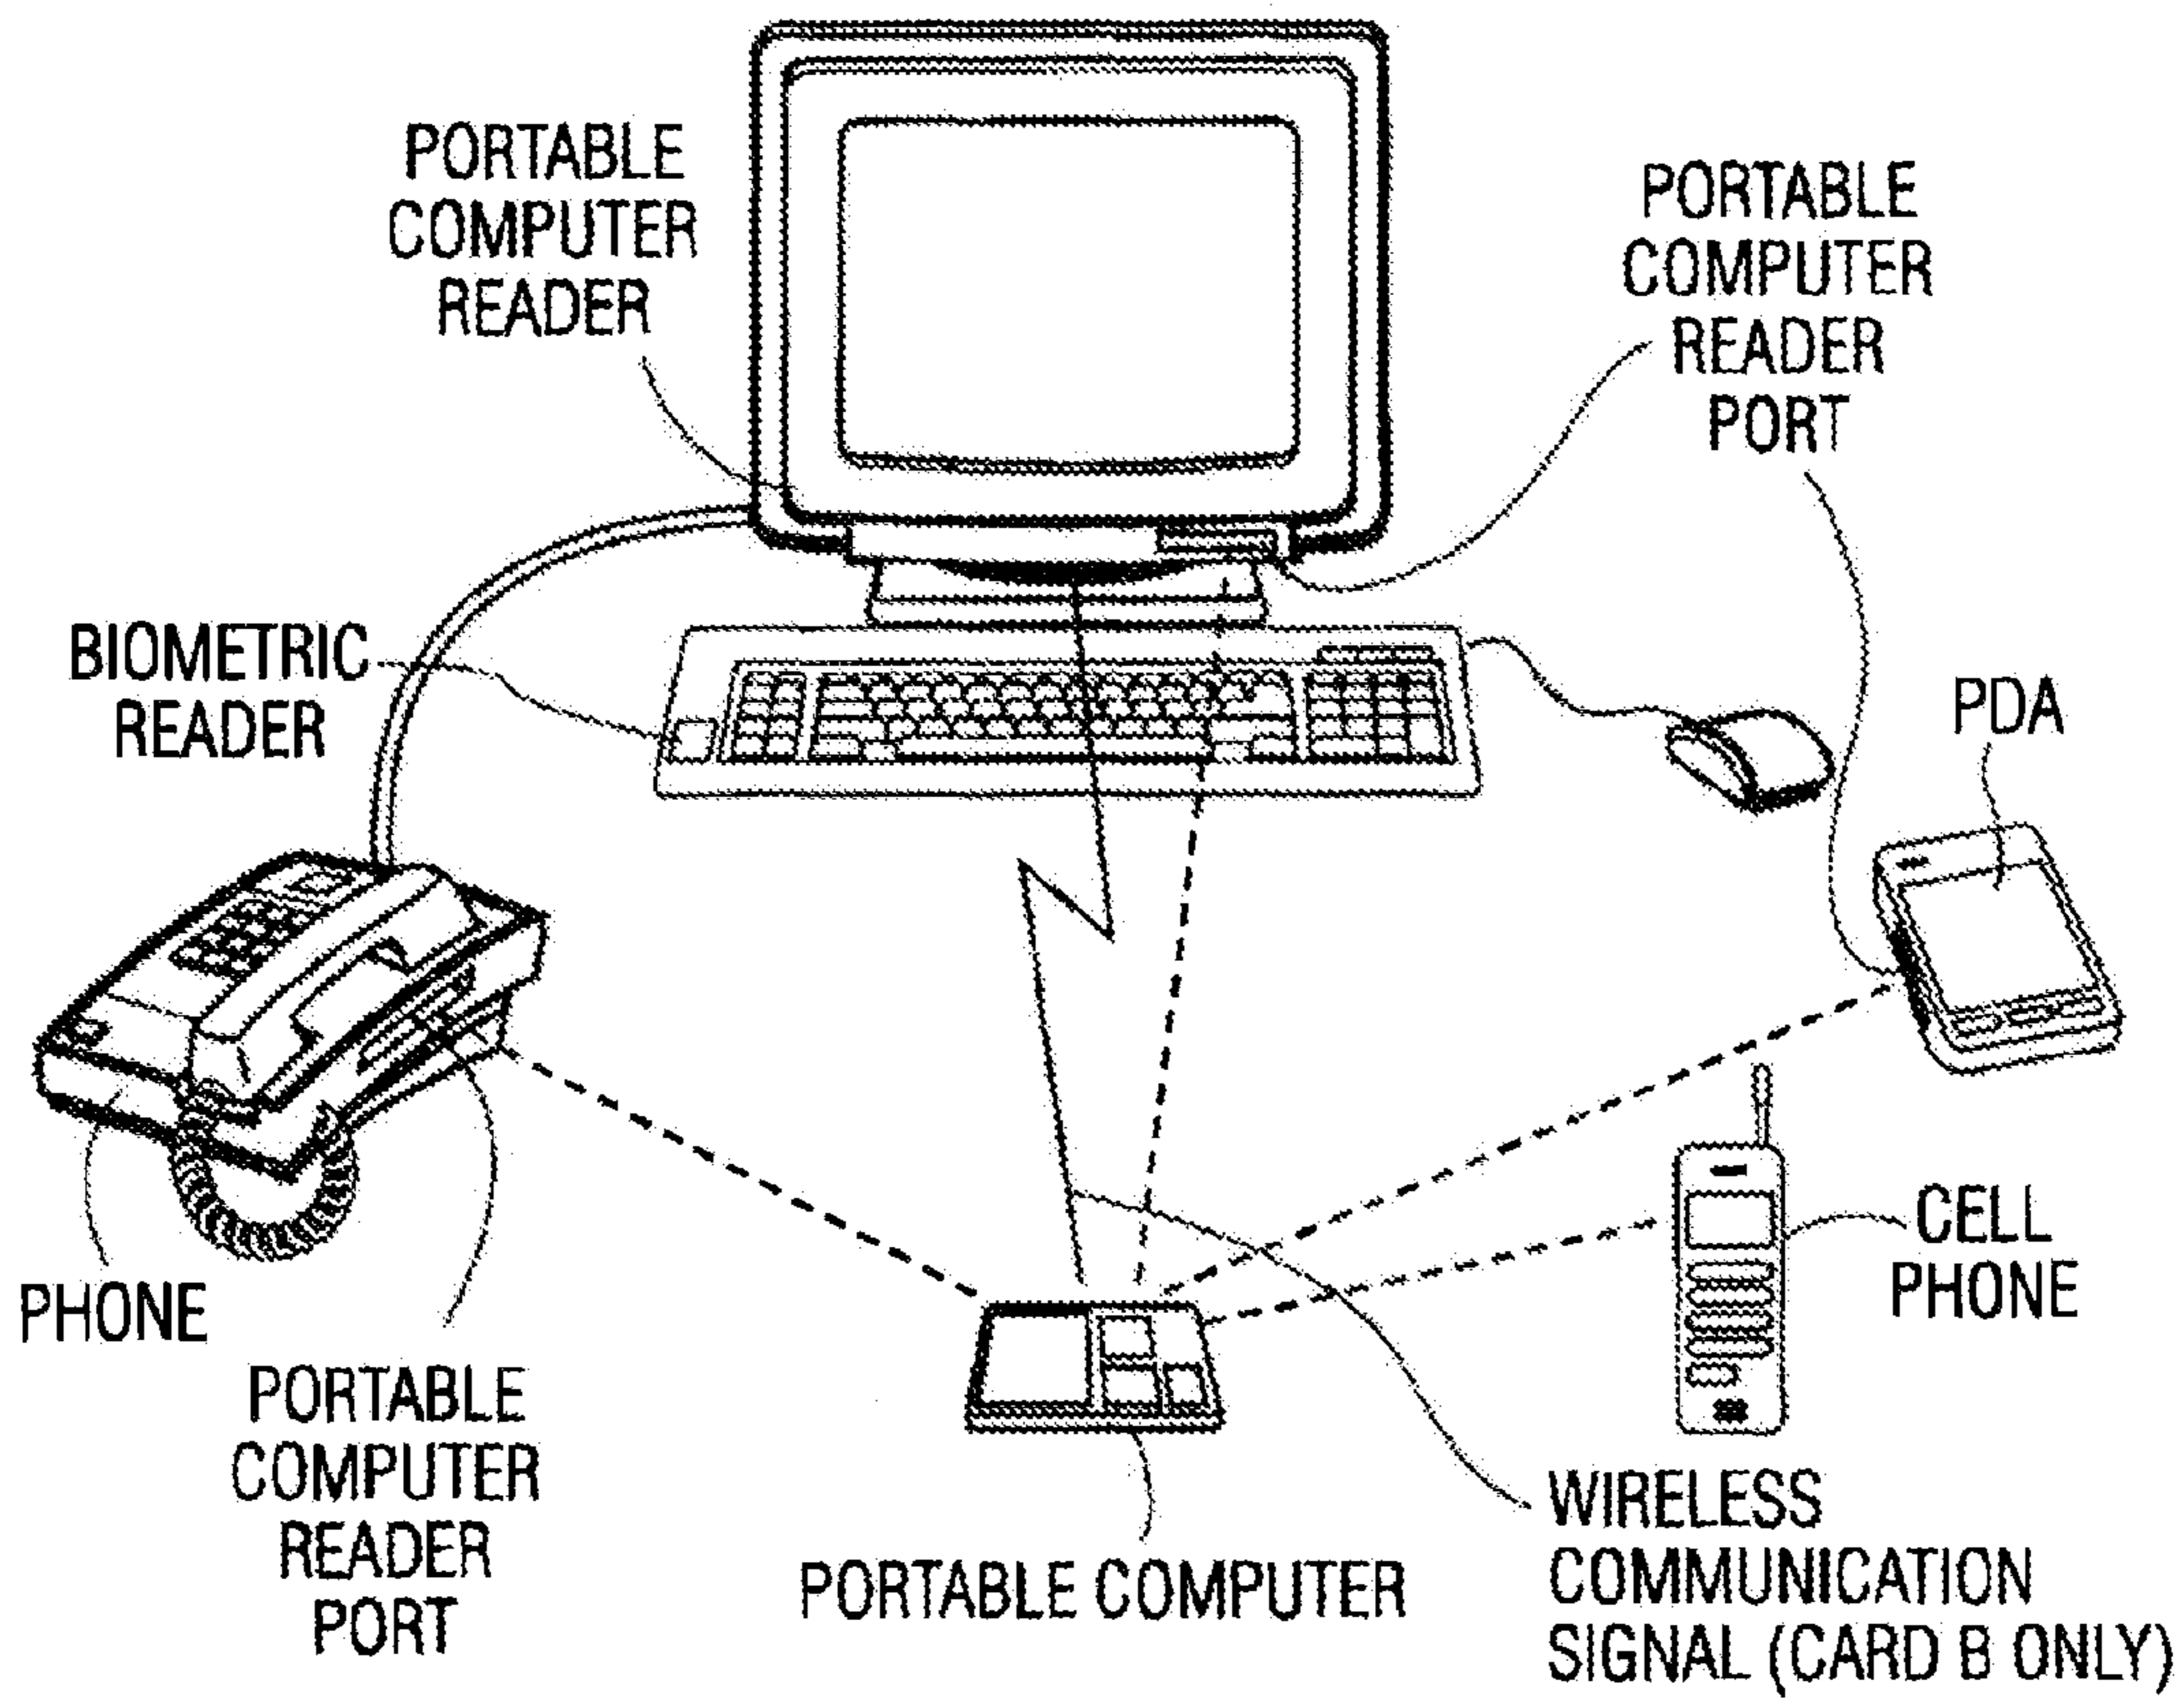 PORTABLE
COMPUTER
READER
PORTABLE
COMPUTER
READER
PORT
BIOMETRIC
READER
PDA
CELL
PHONE
PHONE
PORTABLE
COMPUTER
READER
PORT
PORTABLE COMPUTER
WIRELESS
COMMUNICATION
SIGNAL (CARD B ONLY)